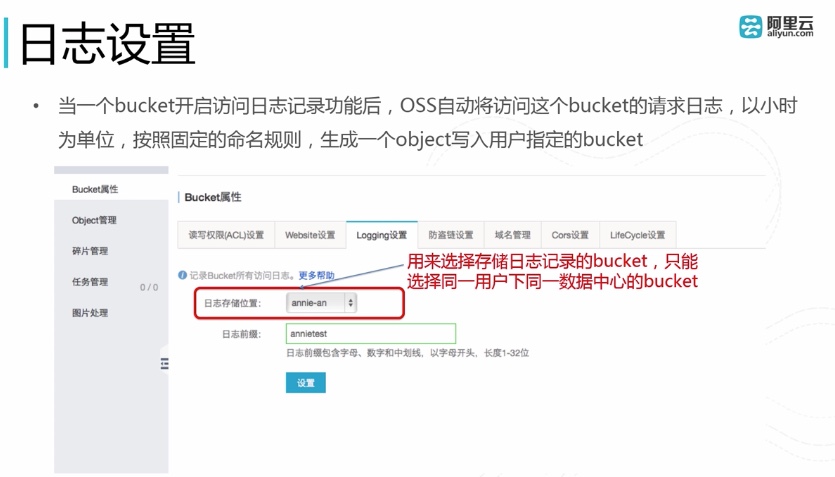 日志设置
阿里云
aliyun.com
• 当一个bucket开启访问日志记录功能后，OSS自动将访问这个bucket的请求日志，以小时
为单位，按照固定的命名规则，生成一个object写入用户指定的bucket
Bucket属性
Object管理
碎片管理
任务管理 0 / 0
图片处理
Bucket属性
读写权限(ACL)设置 Website设置 Logging设置 防盗链设置 域名管理 Cors设置 LifeCycle设置
记录Bucket所有访问日志。更多帮助
用来选择存储日志记录的bucket，只能
选择同一用户下同一数据中心的bucket
日志存储位置： annie-an
日志前缀： annietest
日志前缀包含字母、数字和中划线，以字母开头，长度1-32位
设置